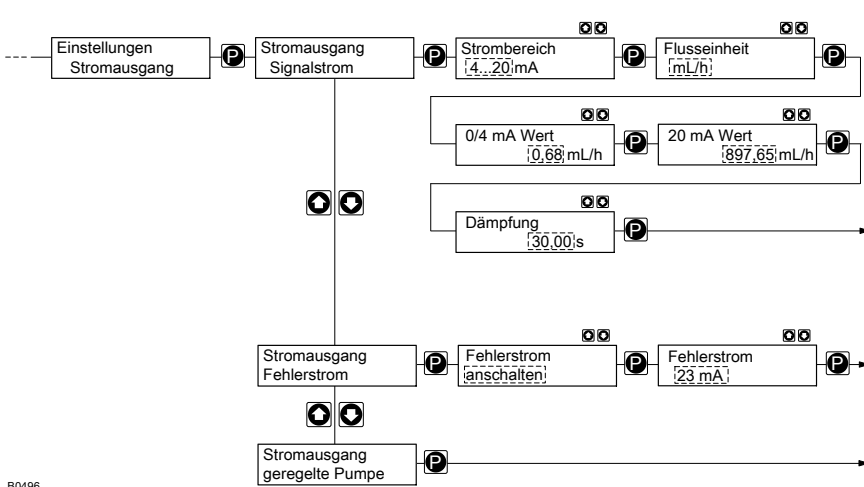 Einstellungen
Stromausgang
P
Stromausgang
Signalstrom
P
Strombereich
4...20 mA
P
Flusseinheit
mL/h
P
0/4 mA Wert
0,68 mL/h
P
20 mA Wert
897,65 mL/h
P
Dämpfung
30,00 s
P
Stromausgang
Fehlerstrom
P
Fehlerstrom
anschalten
P
Fehlerstrom
23 mA
P
Stromausgang
geregelte Pumpe
P
B0496